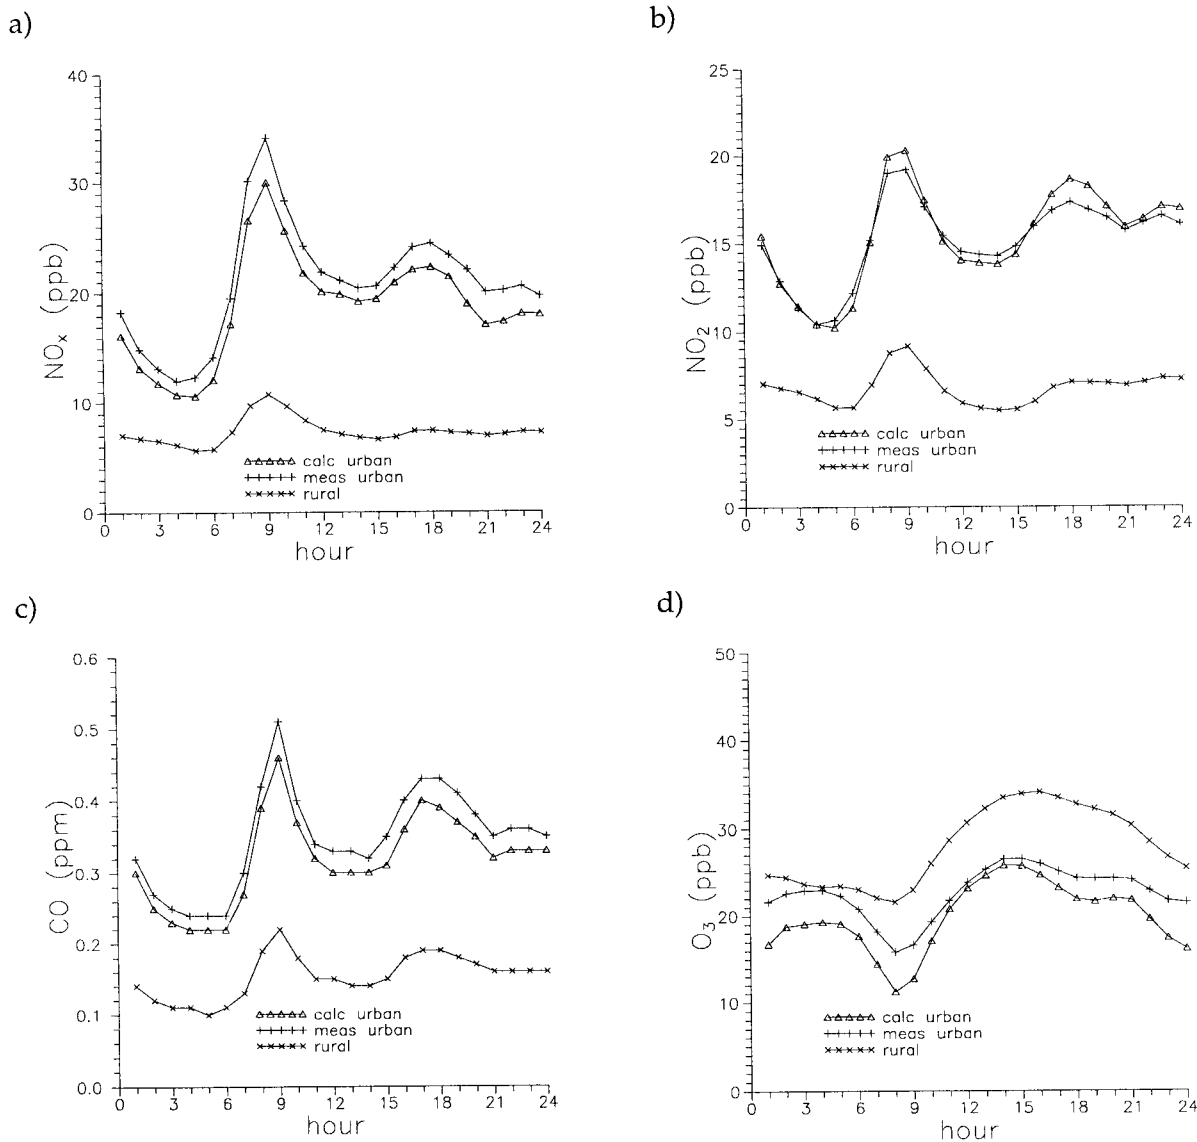 a)
40
30
20
10
0
NOx (ppb)
calc urban
meas urban
rural
0 3 6 9 12 15 18 21 24
hour
b)
25
20
15
10
5
0
NO2 (ppb)
calc urban
meas urban
rural
0 3 6 9 12 15 18 21 24
hour
c)
0.6
0.5
0.4
0.3
0.2
0.1
0.0
CO (ppm)
calc urban
meas urban
rural
0 3 6 9 12 15 18 21 24
hour
d)
50
40
30
20
10
0
O3 (ppb)
calc urban
meas urban
rural
0 3 6 9 12 15 18 21 24
hour